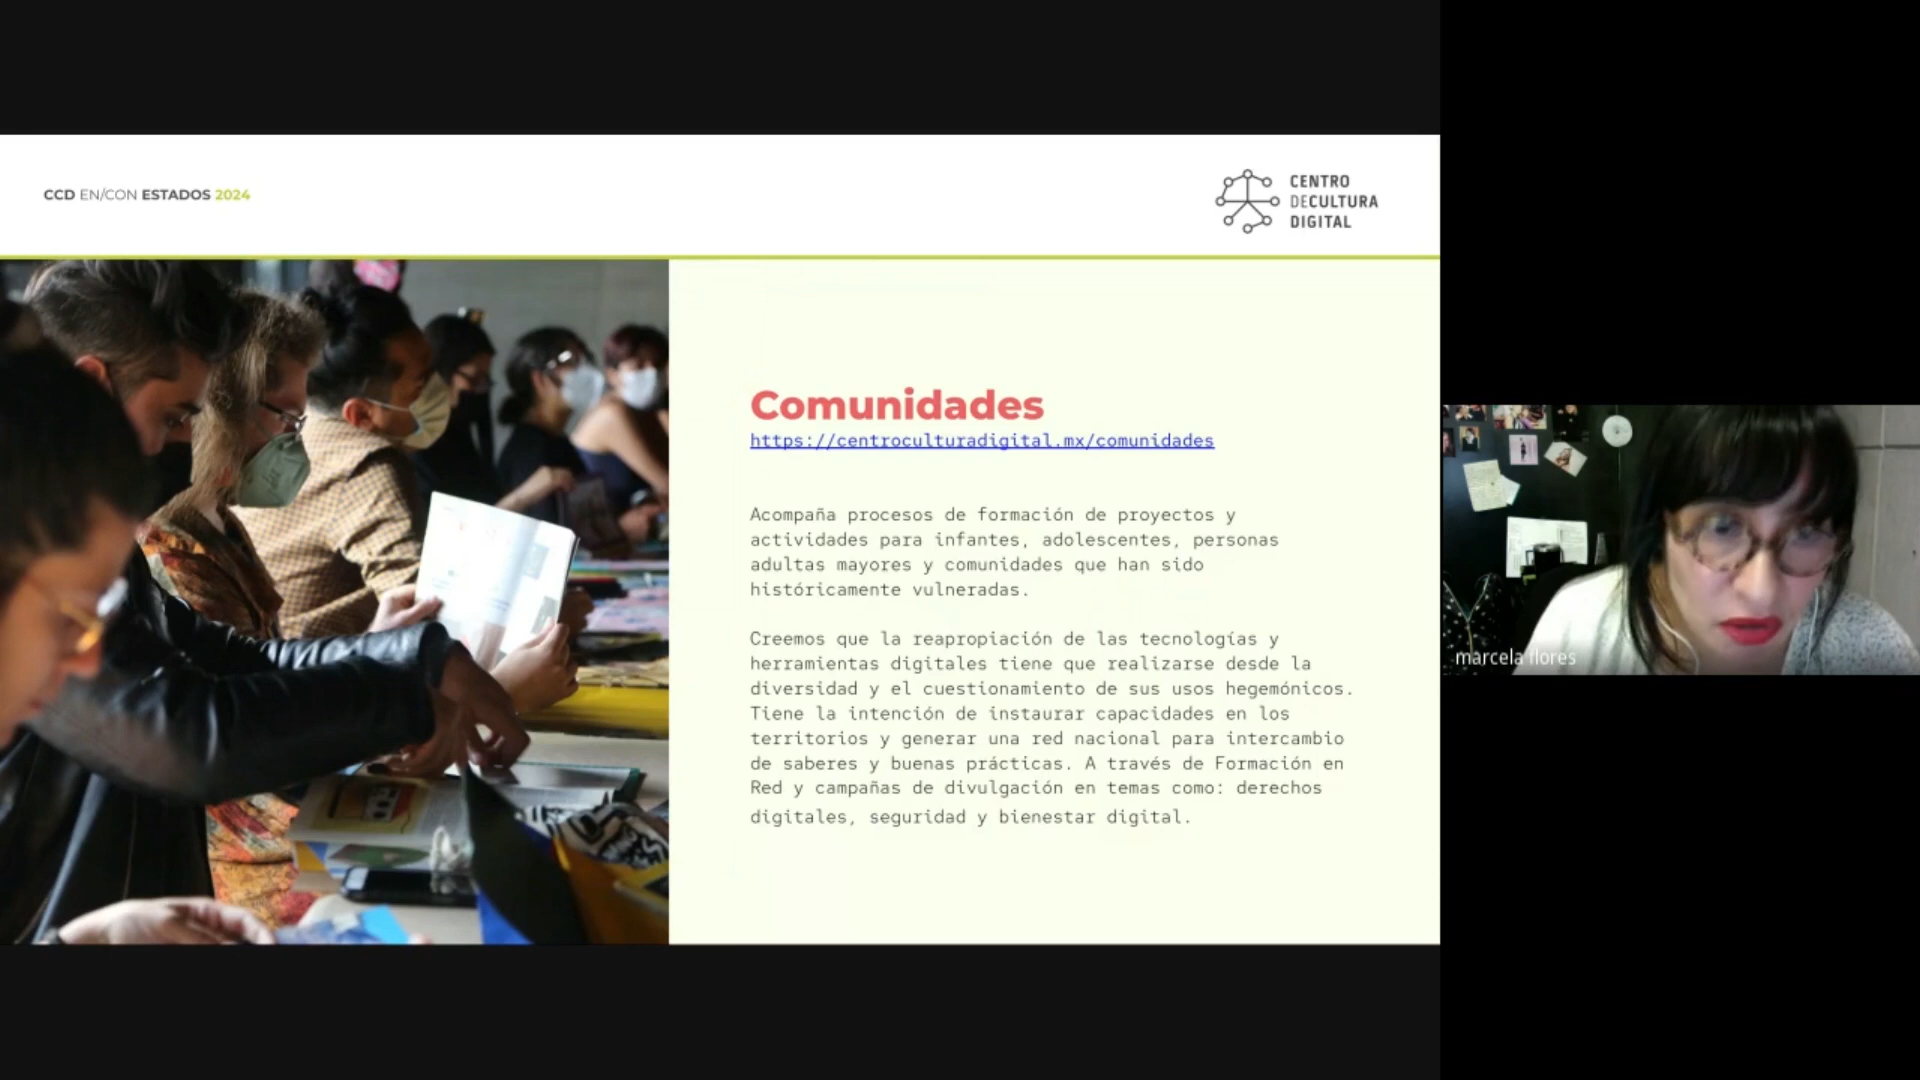 CCD EN/CON ESTADOS 2024
CENTRO
DECULTURA
DIGITAL
Comunidades
https://centroculturadigital.mx/comunidades
Acompaña procesos de formación de proyectos y
actividades para infantes, adolescentes, personas
adultas mayores y comunidades que han sido
históricamente vulneradas.
Creemos que la reapropiación de las tecnologías y
herramientas digitales tiene que realizarse desde la
diversidad y el cuestionamiento de sus usos hegemónicos.
Tiene la intención de instaurar capacidades en los
territorios y generar una red nacional para intercambio
de saberes y buenas prácticas. A través de Formación en
Red y campañas de divulgación en temas como: derechos
digitales, seguridad y bienestar digital.
marcela flores